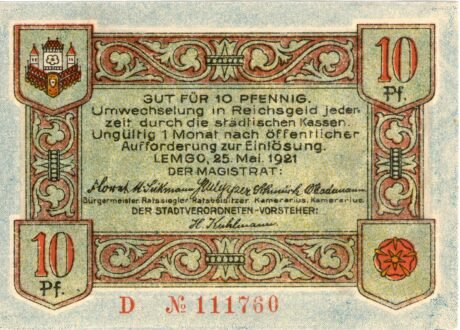 10
Pf.
GUT FÜR 10 PFENNIG.
Umwechselung in Reichsgeld jeder-
zeit durch die städtischen Kassen.
Ungültig 1 Monat nach öffentlicher
Aufforderung zur Einlösung.
LEMGO, 25. Mai. 1921
DER MAGISTRAT:
Bürgermeister Ratssiegler Ratsbeisitzer. Kamerarius. Kamerarius.
DER STADTVERORDNETEN-VORSTEHER:
H. Kuhlmann.
10
Pf.
D № 111760